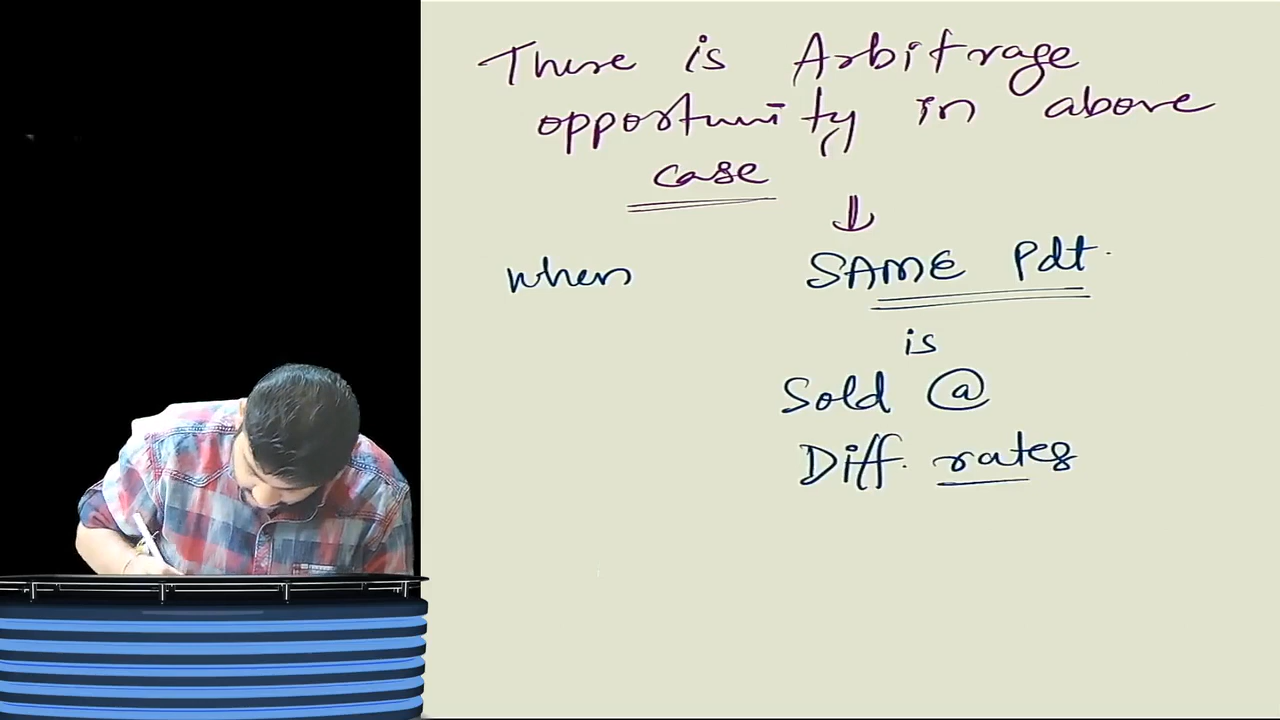 There is Arbitrage
opportunity in above
case
when SAME Pdt.
is
Sold @
Diff. rates